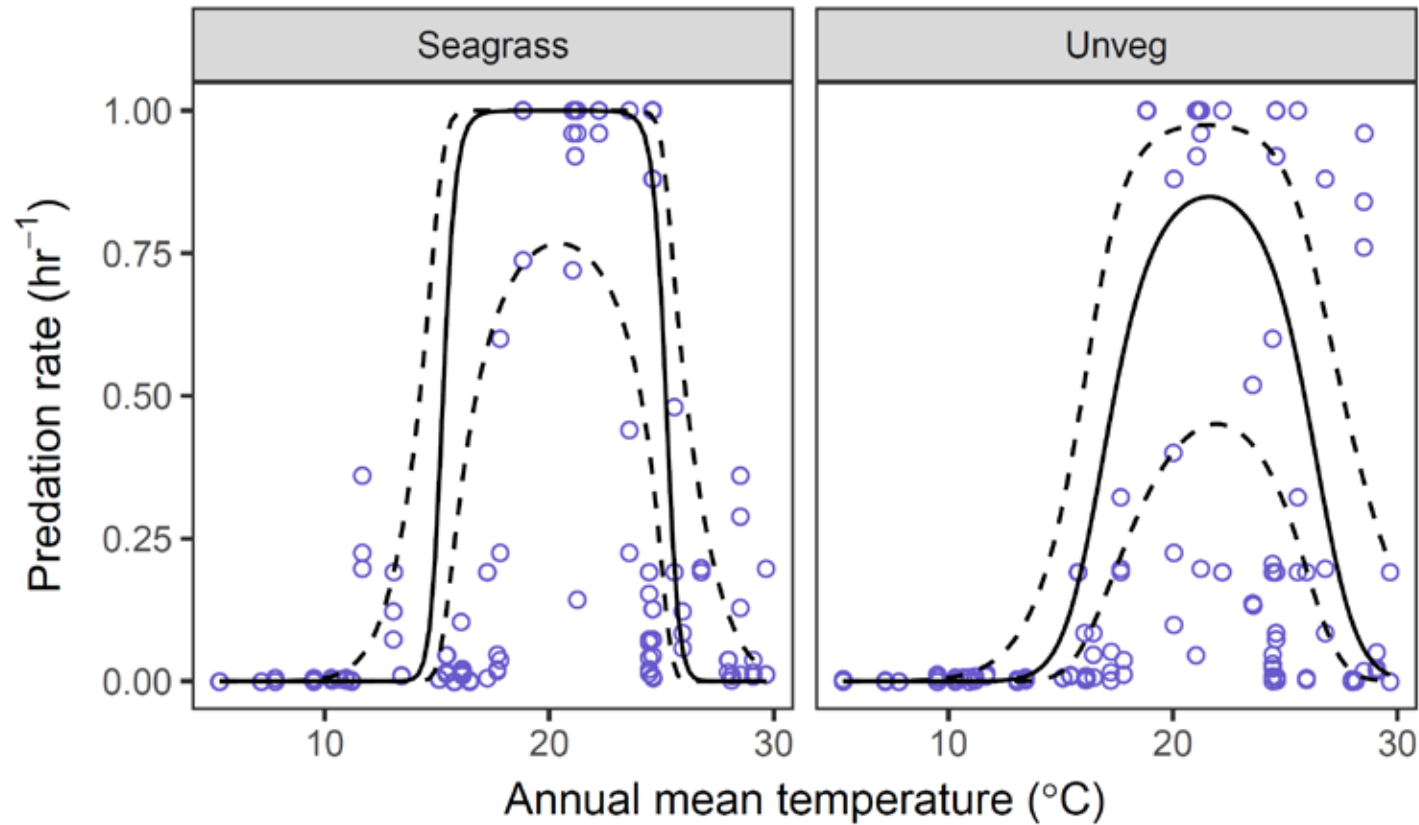 Seagrass
Unveg
Predation rate (hr⁻¹)
1.00
0.75
0.50
0.25
0.00
10 20 30
10 20 30
Annual mean temperature (°C)